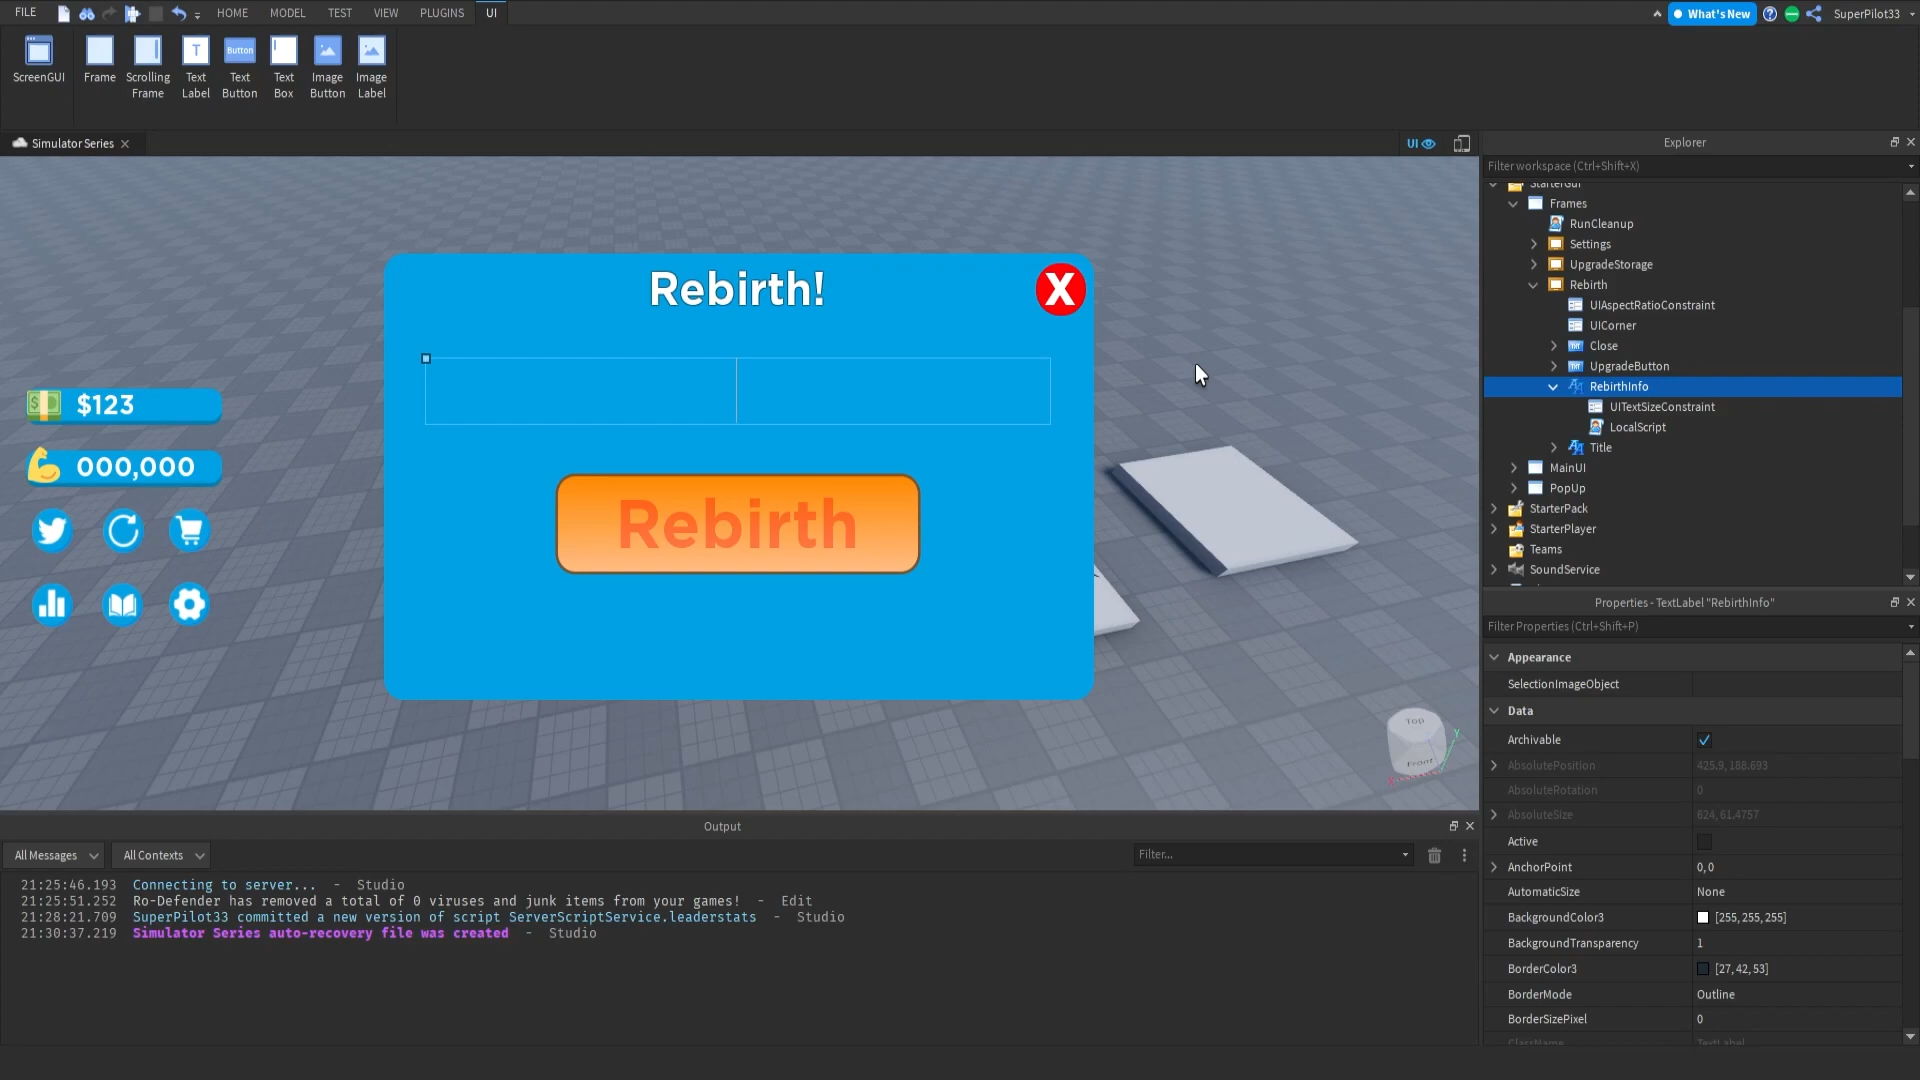 FILE HOME MODEL TEST VIEW PLUGINS UI What's New SuperPilot33
ScreenGUI Frame Scrolling Frame Text Label Text Button Button Text Box Image Button Image Label
Simulator Series
UI
Explorer
Filter workspace (Ctrl+Shift+X)
StarterGui
Frames
RunCleanup
Settings
UpgradeStorage
Rebirth
UIAspectRatioConstraint
UICorner
Close
UpgradeButton
RebirthInfo
UITextSizeConstraint
LocalScript
Title
MainUI
PopUp
StarterPack
StarterPlayer
Teams
SoundService
Rebirth!
X
$123
000,000
Rebirth
Top
Front
Y
X
Properties - TextLabel "RebirthInfo"
Filter Properties (Ctrl+Shift+P)
Appearance
SelectionImageObject
Data
Archivable
AbsolutePosition 425.9, 188.693
AbsoluteRotation 0
AbsoluteSize 624, 61.4757
Active
AnchorPoint 0, 0
AutomaticSize None
BackgroundColor3 [255, 255, 255]
BackgroundTransparency 1
BorderColor3 [27, 42, 53]
BorderMode Outline
BorderSizePixel 0
ClassName TextLabel
Output
All Messages All Contexts Filter...
21:25:46.193 Connecting to server... - Studio
21:25:51.252 Ro-Defender has removed a total of 0 viruses and junk items from your games! - Edit
21:28:21.709 SuperPilot33 committed a new version of script ServerScriptService.leaderstats - Studio
21:30:37.219 Simulator Series auto-recovery file was created - Studio